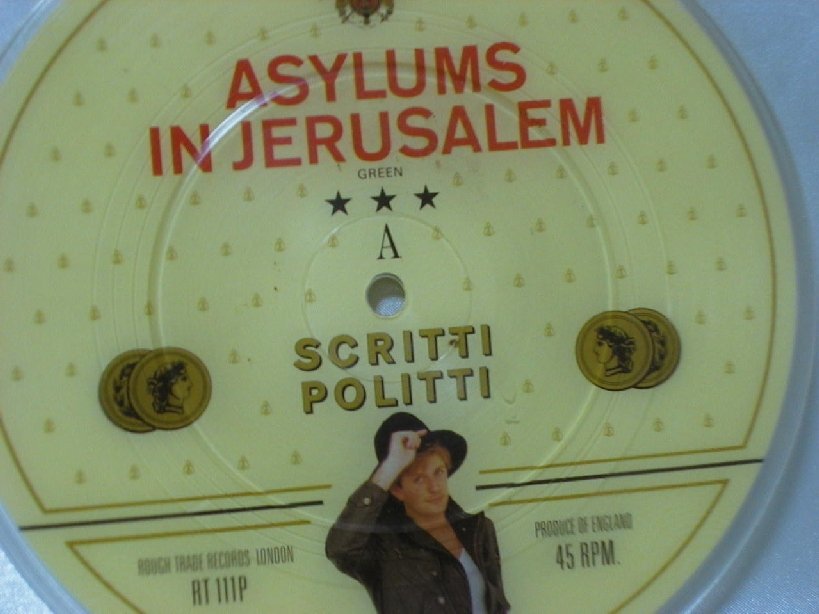 ASYLUMS
IN JERUSALEM
GREEN
A
SCRITTI
POLITTI
ROUGH TRADE RECORDS LONDON
RT 111P
PRODUCE OF ENGLAND
45 RPM.